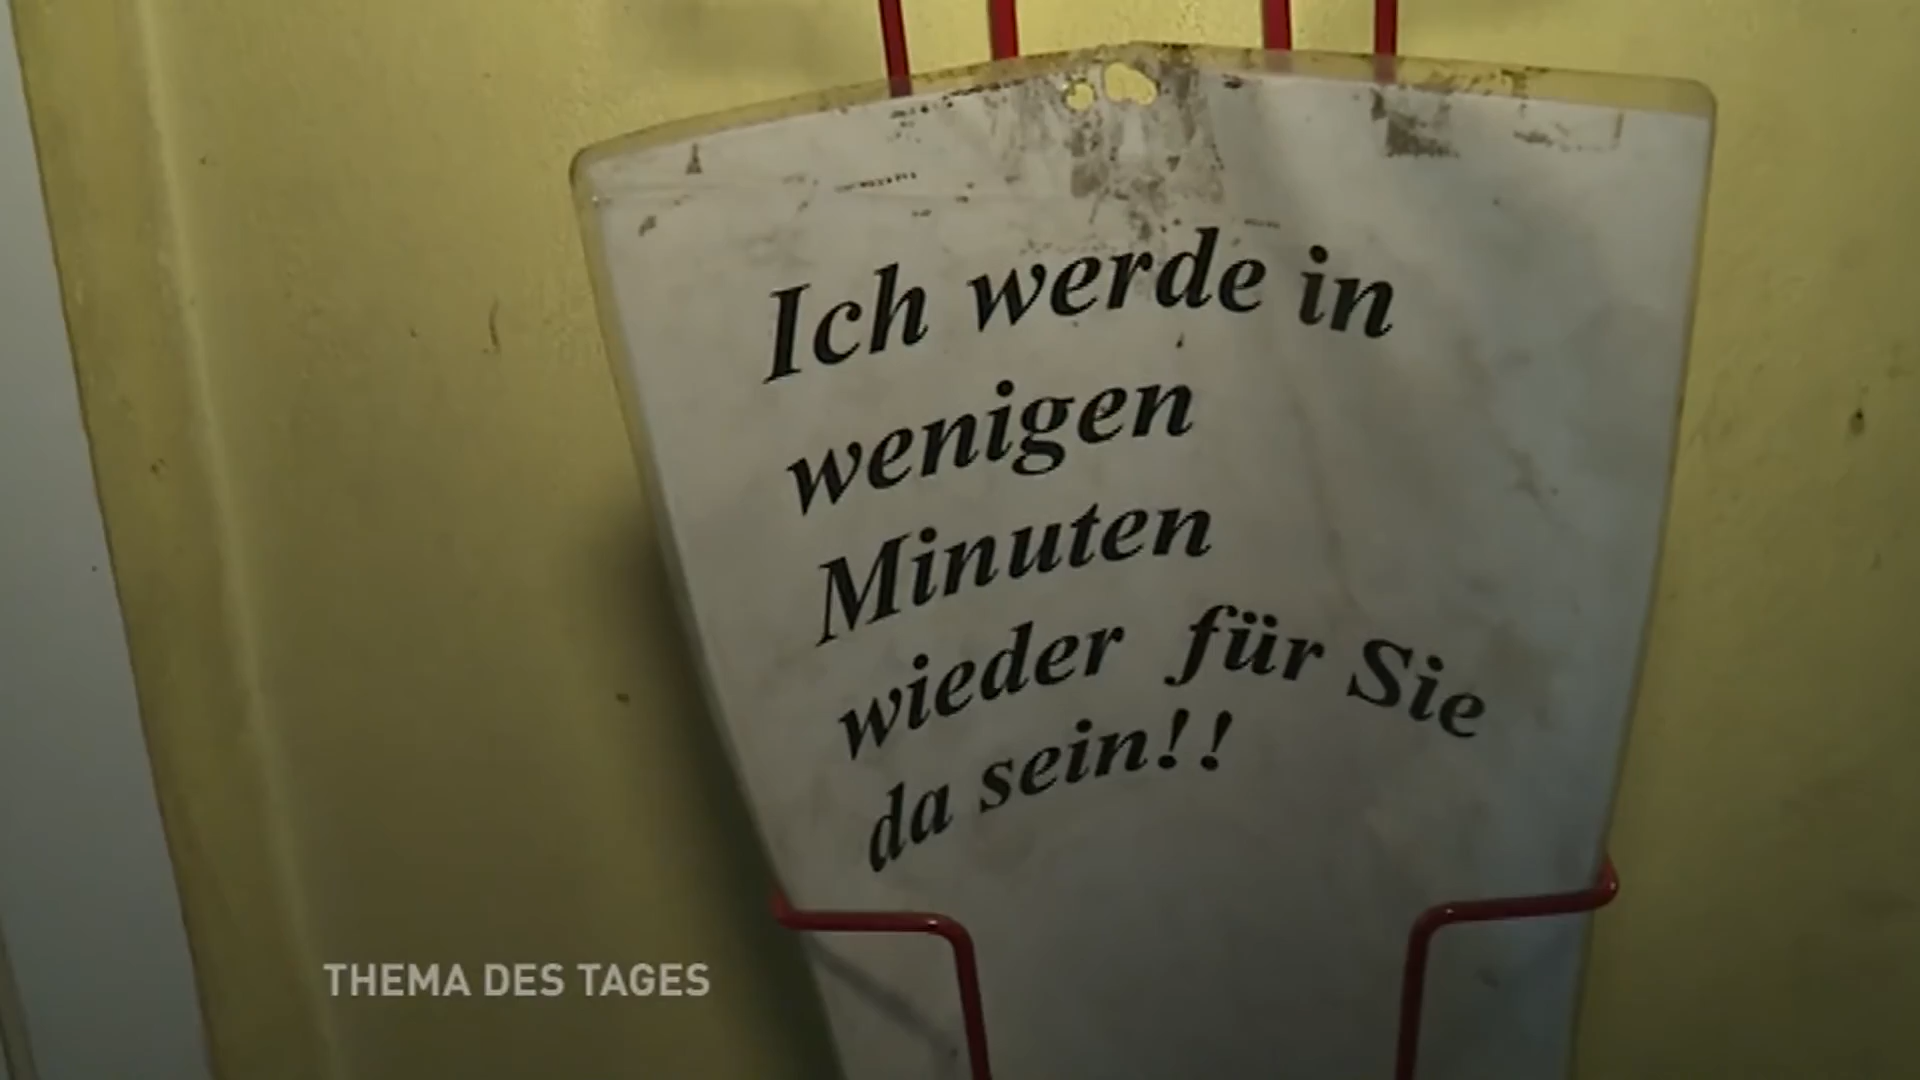 Ich werde in
wenigen
Minuten
wieder für Sie
da sein!!
THEMA DES TAGES